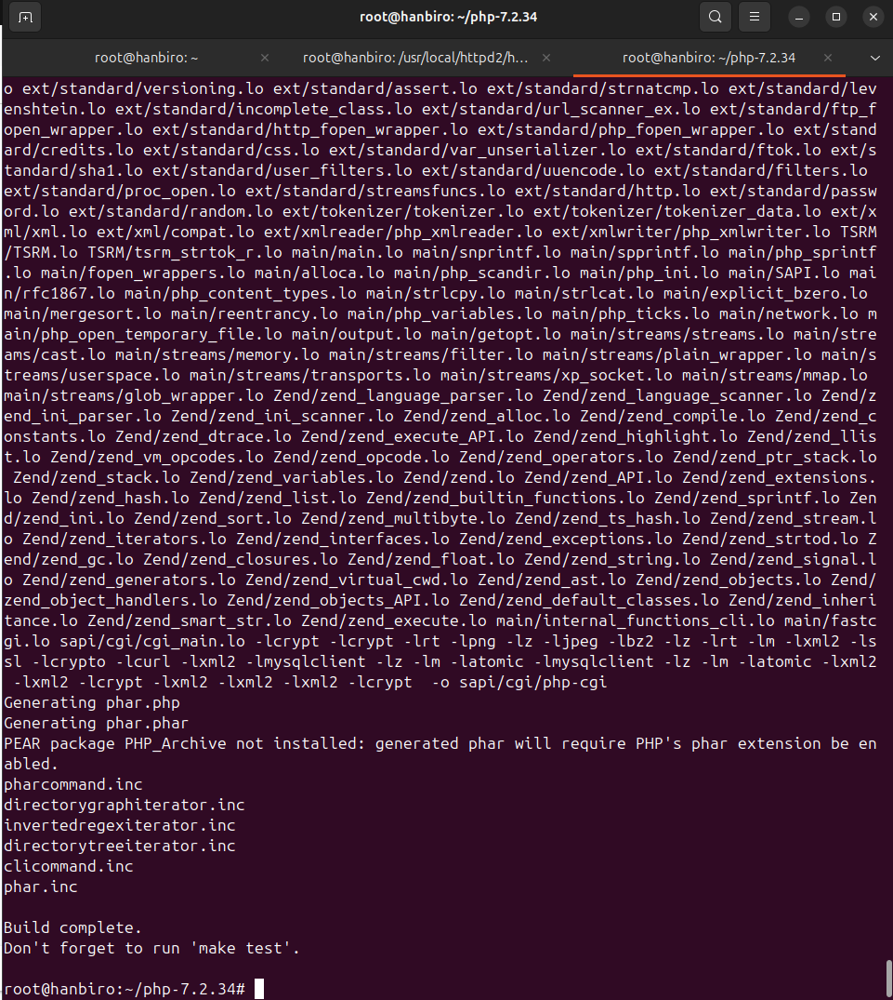 root@hanbiro: ~/php-7.2.34
root@hanbiro: ~
root@hanbiro: /usr/local/httpd2/h…
root@hanbiro: ~/php-7.2.34
o ext/standard/versioning.lo ext/standard/assert.lo ext/standard/strnatcmp.lo ext/standard/lev
enshtein.lo ext/standard/incomplete_class.lo ext/standard/url_scanner_ex.lo ext/standard/ftp_f
open_wrapper.lo ext/standard/http_fopen_wrapper.lo ext/standard/php_fopen_wrapper.lo ext/stand
ard/credits.lo ext/standard/css.lo ext/standard/var_unserializer.lo ext/standard/ftok.lo ext/s
tandard/sha1.lo ext/standard/user_filters.lo ext/standard/uuencode.lo ext/standard/filters.lo
ext/standard/proc_open.lo ext/standard/streamsfuncs.lo ext/standard/http.lo ext/standard/passw
ord.lo ext/standard/random.lo ext/tokenizer/tokenizer.lo ext/tokenizer/tokenizer_data.lo ext/x
ml/xml.lo ext/xml/compat.lo ext/xmlreader/php_xmlreader.lo ext/xmlwriter/php_xmlwriter.lo TSRM
/TSRM.lo TSRM/tsrm_strtok_r.lo main/main.lo main/snprintf.lo main/spprintf.lo main/php_sprintf
.lo main/fopen_wrappers.lo main/alloca.lo main/php_scandir.lo main/php_ini.lo main/SAPI.lo mai
n/rfc1867.lo main/php_content_types.lo main/strlcpy.lo main/strlcat.lo main/explicit_bzero.lo
main/mergesort.lo main/reentrancy.lo main/php_variables.lo main/php_ticks.lo main/network.lo m
ain/php_open_temporary_file.lo main/output.lo main/getopt.lo main/streams/streams.lo main/stre
ams/cast.lo main/streams/memory.lo main/streams/filter.lo main/streams/plain_wrapper.lo main/s
treams/userspace.lo main/streams/transports.lo main/streams/xp_socket.lo main/streams/mmap.lo
main/streams/glob_wrapper.lo Zend/zend_language_parser.lo Zend/zend_language_scanner.lo Zend/z
end_ini_parser.lo Zend/zend_ini_scanner.lo Zend/zend_alloc.lo Zend/zend_compile.lo Zend/zend_c
onstants.lo Zend/zend_dtrace.lo Zend/zend_execute_API.lo Zend/zend_highlight.lo Zend/zend_llis
t.lo Zend/zend_vm_opcodes.lo Zend/zend_opcode.lo Zend/zend_operators.lo Zend/zend_ptr_stack.lo
Zend/zend_stack.lo Zend/zend_variables.lo Zend/zend.lo Zend/zend_API.lo Zend/zend_extensions.
lo Zend/zend_hash.lo Zend/zend_list.lo Zend/zend_builtin_functions.lo Zend/zend_sprintf.lo Zen
d/zend_ini.lo Zend/zend_sort.lo Zend/zend_multibyte.lo Zend/zend_ts_hash.lo Zend/zend_stream.l
o Zend/zend_iterators.lo Zend/zend_interfaces.lo Zend/zend_exceptions.lo Zend/zend_strtod.lo Z
end/zend_gc.lo Zend/zend_closures.lo Zend/zend_float.lo Zend/zend_string.lo Zend/zend_signal.l
o Zend/zend_generators.lo Zend/zend_virtual_cwd.lo Zend/zend_ast.lo Zend/zend_objects.lo Zend/
zend_object_handlers.lo Zend/zend_objects_API.lo Zend/zend_default_classes.lo Zend/zend_inheri
tance.lo Zend/zend_smart_str.lo Zend/zend_execute.lo main/internal_functions_cli.lo main/fastc
gi.lo sapi/cgi/cgi_main.lo -lcrypt -lcrypt -lrt -lpng -lz -ljpeg -lbz2 -lz -lrt -lm -lxml2 -ls
sl -lcrypto -lcurl -lxml2 -lmysqlclient -lz -lm -latomic -lmysqlclient -lz -lm -latomic -lxml2
-lxml2 -lcrypt -lxml2 -lxml2 -lxml2 -lcrypt  -o sapi/cgi/php-cgi
Generating phar.php
Generating phar.phar
PEAR package PHP_Archive not installed: generated phar will require PHP's phar extension be en
abled.
pharcommand.inc
directorygraphiterator.inc
invertedregexiterator.inc
directorytreeiterator.inc
clicommand.inc
phar.inc
Build complete.
Don't forget to run 'make test'.
root@hanbiro:~/php-7.2.34#